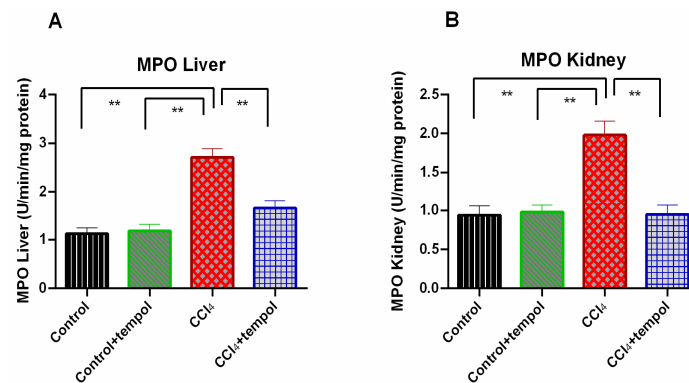 A
MPO Liver
MPO Liver (U/min/mg protein)
4
3
2
1
0
**
**
**
Control
Control+tempol
CCl₄
CCl₄+tempol
B
MPO Kidney
MPO Kidney (U/min/mg protein)
2.5
2.0
1.5
1.0
0.5
0.0
**
**
**
Control
Control+tempol
CCl₄
CCl₄+tempol